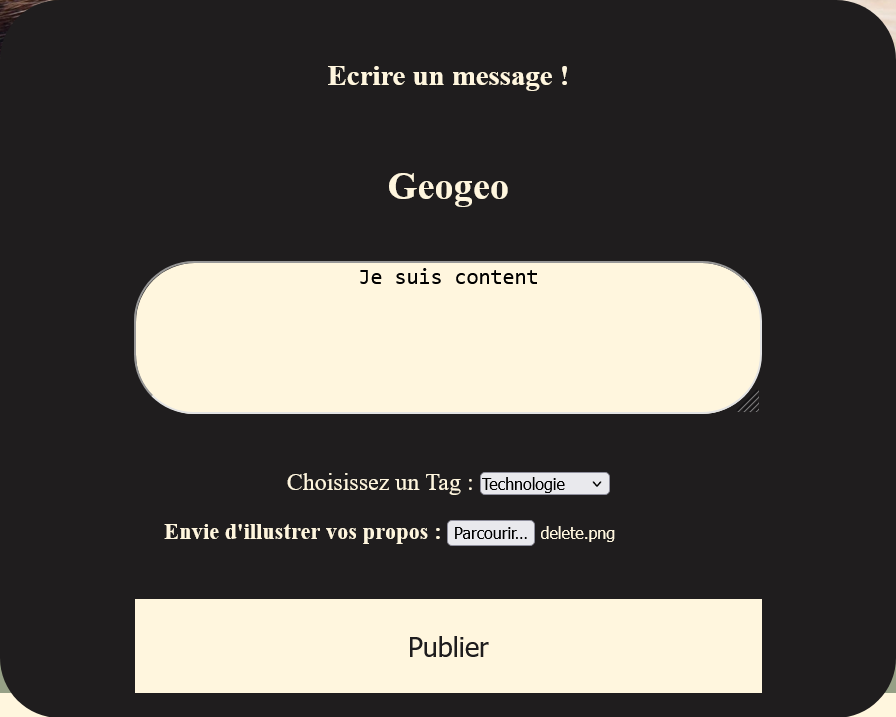 Ecrire un message !
Geogeo
Je suis content
Choisissez un Tag : Technologie
Envie d'illustrer vos propos : Parcourir... delete.png
Publier